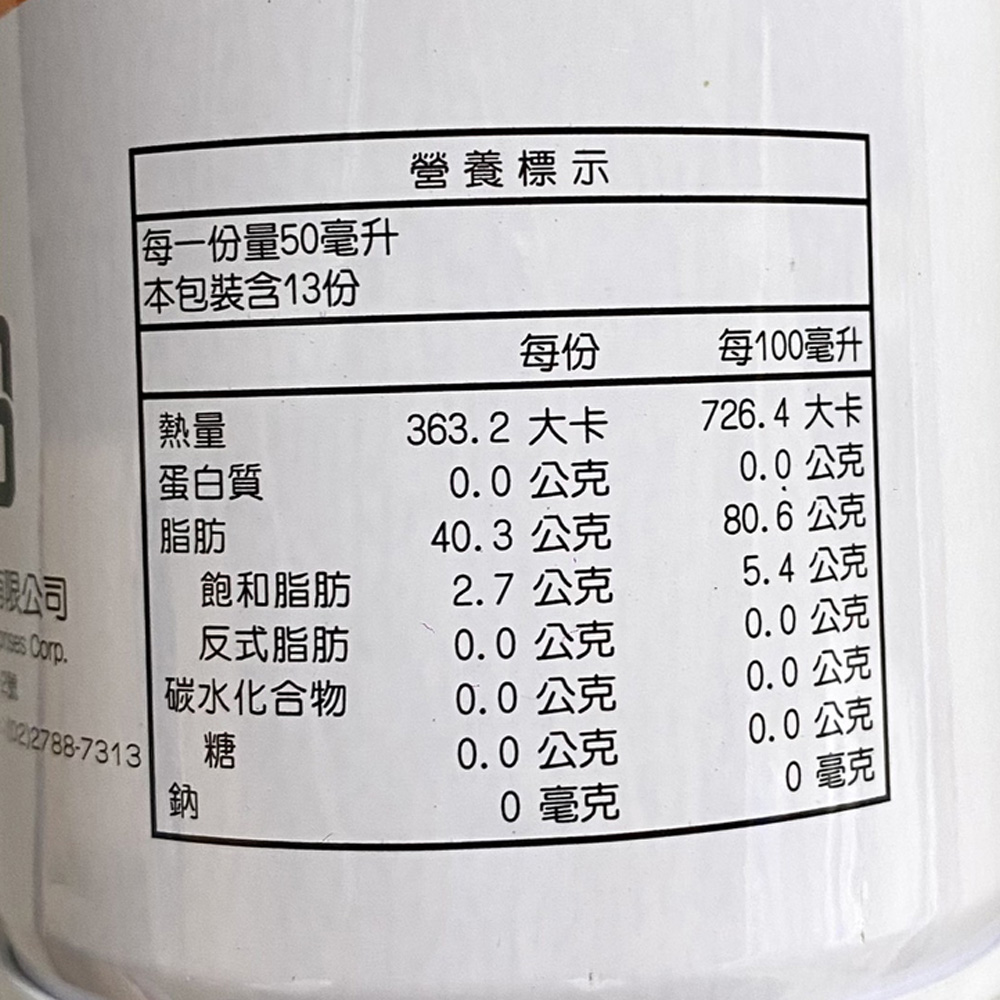 營養標示
每一份量50毫升
本包裝含13份
每份 每100毫升
熱量 363.2 大卡 726.4 大卡
蛋白質 0.0 公克 0.0 公克
脂肪 40.3 公克 80.6 公克
飽和脂肪 2.7 公克 5.4 公克
反式脂肪 0.0 公克 0.0 公克
碳水化合物 0.0 公克 0.0 公克
糖 0.0 公克 0.0 公克
鈉 0 毫克 0 毫克
限公司
Corp.
號
(02)2788-7313